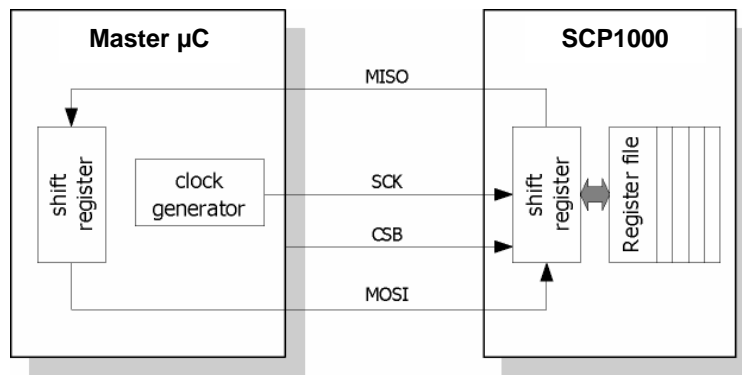 Master µC
SCP1000
MISO
shift
register
clock
generator
SCK
CSB
MOSI
shift
register
Register file